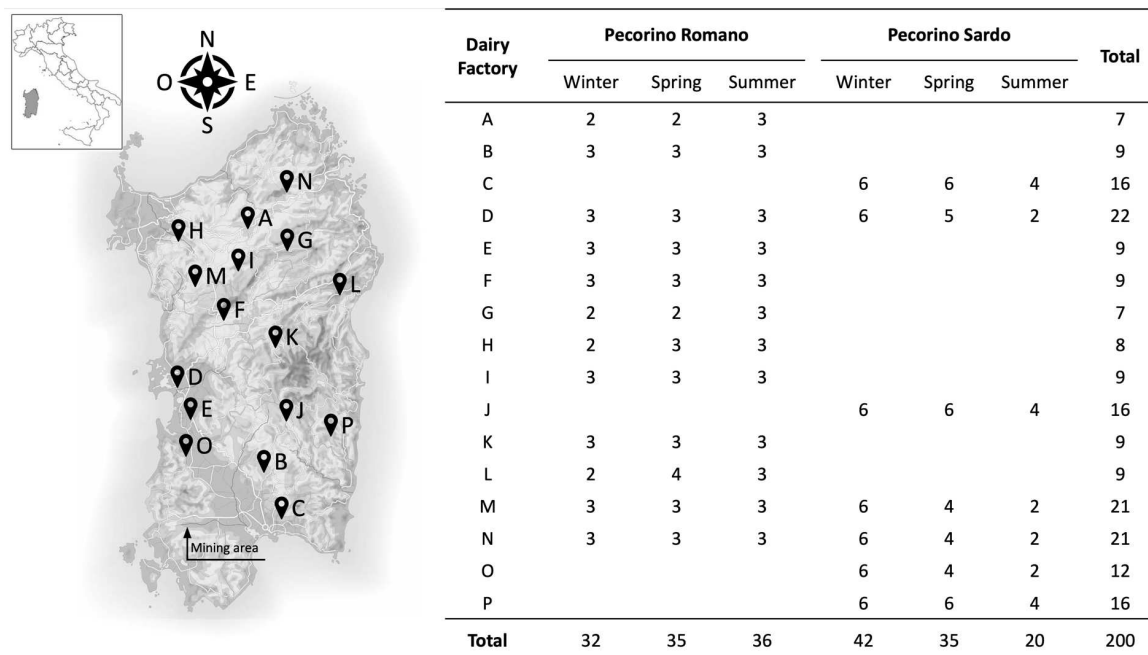 N
O E
S
N
A
H
G
I
M
L
F
K
D
E
J
P
O
B
C
Mining area
Dairy Factory Pecorino Romano Pecorino Sardo Total
Winter Spring Summer Winter Spring Summer
A 2 2 3 7
B 3 3 3 9
C 6 6 4 16
D 3 3 3 6 5 2 22
E 3 3 3 9
F 3 3 3 9
G 2 2 3 7
H 2 3 3 8
I 3 3 3 9
J 6 6 4 16
K 3 3 3 9
L 2 4 3 9
M 3 3 3 6 4 2 21
N 3 3 3 6 4 2 21
O 6 4 2 12
P 6 6 4 16
Total 32 35 36 42 35 20 200